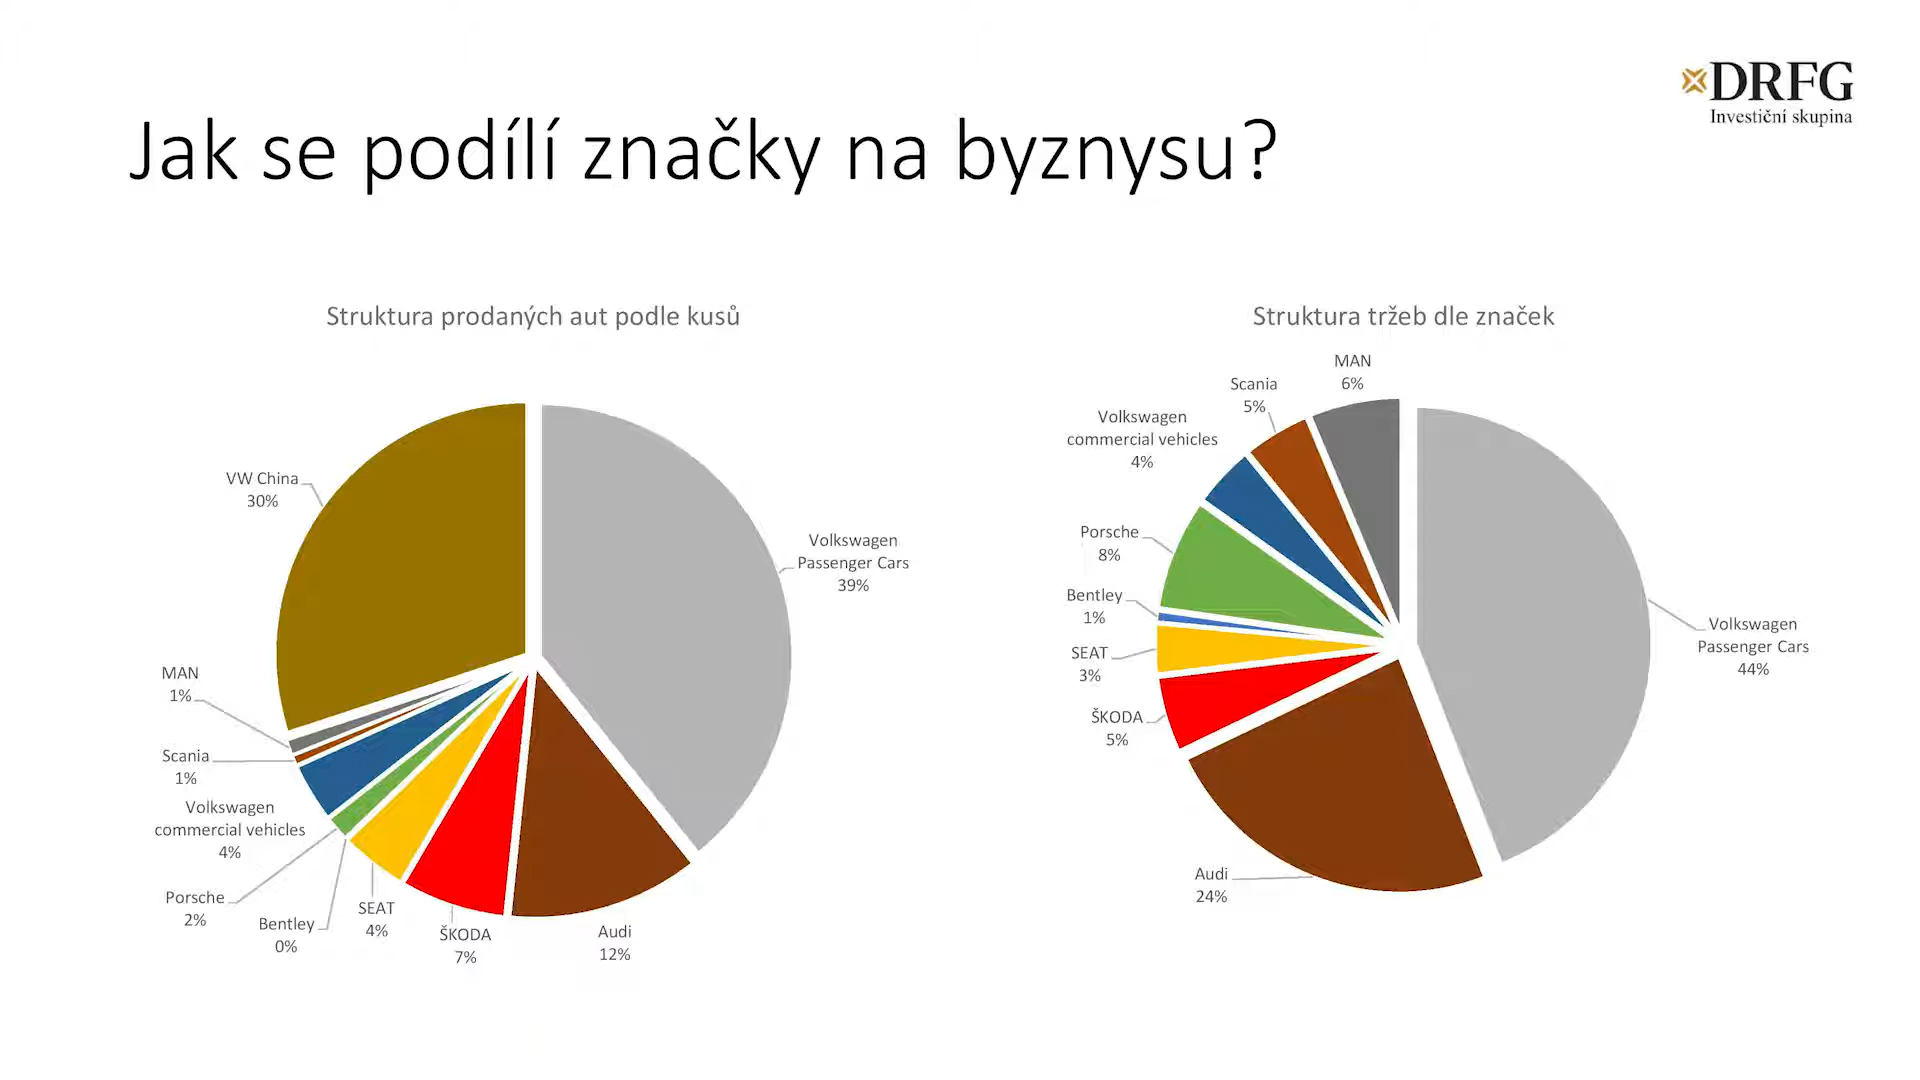 DRFG
Investiční skupina
Jak se podílí značky na byznysu?
Struktura prodaných aut podle kusů
VW China
30%
Volkswagen
Passenger Cars
39%
MAN
1%
Scania
1%
Volkswagen
commercial vehicles
4%
Porsche
2%
Bentley
0%
SEAT
4%
ŠKODA
7%
Audi
12%
Struktura tržeb dle značek
MAN
6%
Scania
5%
Volkswagen
commercial vehicles
4%
Porsche
8%
Bentley
1%
SEAT
3%
ŠKODA
5%
Audi
24%
Volkswagen
Passenger Cars
44%